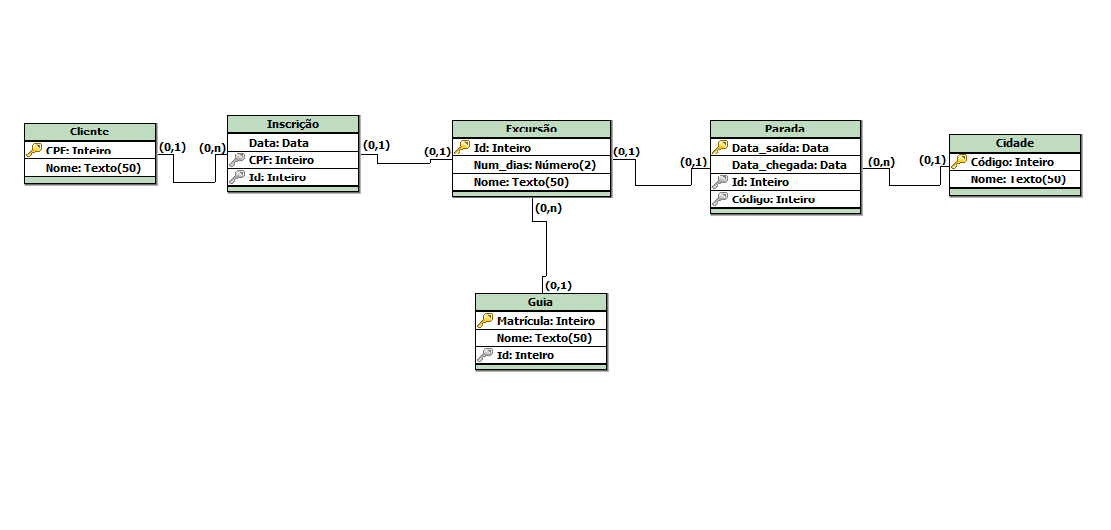 Cliente
CPF: Inteiro
Nome: Texto(50)
(0,1)
(0,n)
Inscrição
Data: Data
CPF: Inteiro
Id: Inteiro
(0,1)
(0,1)
Excursão
Id: Inteiro
Num_dias: Número(2)
Nome: Texto(50)
(0,1)
(0,1)
Parada
Data_saída: Data
Data_chegada: Data
Id: Inteiro
Código: Inteiro
(0,n)
(0,1)
Cidade
Código: Inteiro
Nome: Texto(50)
(0,n)
(0,1)
Guia
Matrícula: Inteiro
Nome: Texto(50)
Id: Inteiro